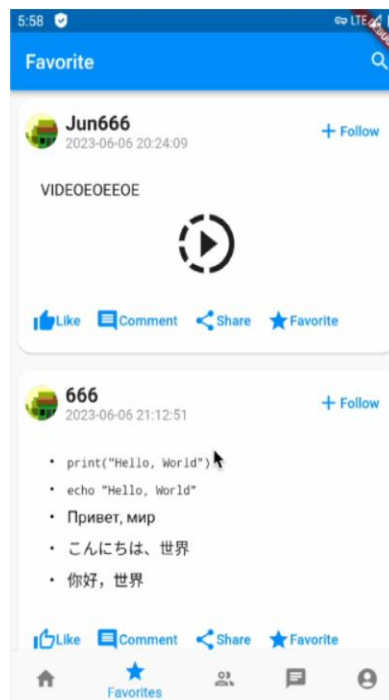 5:58
LTE
Favorite
Jun666
2023-06-06 20:24:09
+ Follow
VIDEOEOEEOE
Like
Comment
Share
Favorite
666
2023-06-06 21:12:51
+ Follow
• print("Hello, World")
• echo "Hello, World"
• Привет, мир
• こんにちは、世界
• 你好，世界
Like
Comment
Share
Favorite
Favorites